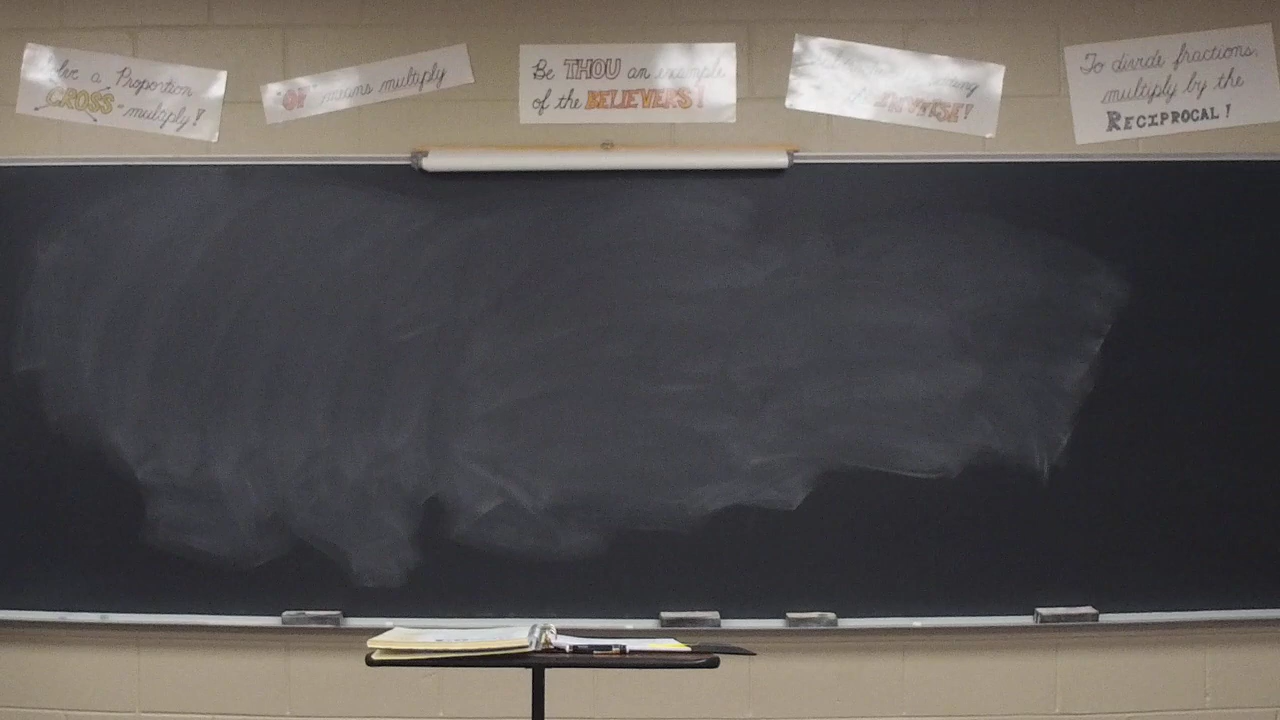 a Proportion
"CROSS" multiply!
"OF" means multiply
Be THOU an example
of the BELIEVERS!
To divide fractions,
multiply by the
RECIPROCAL!